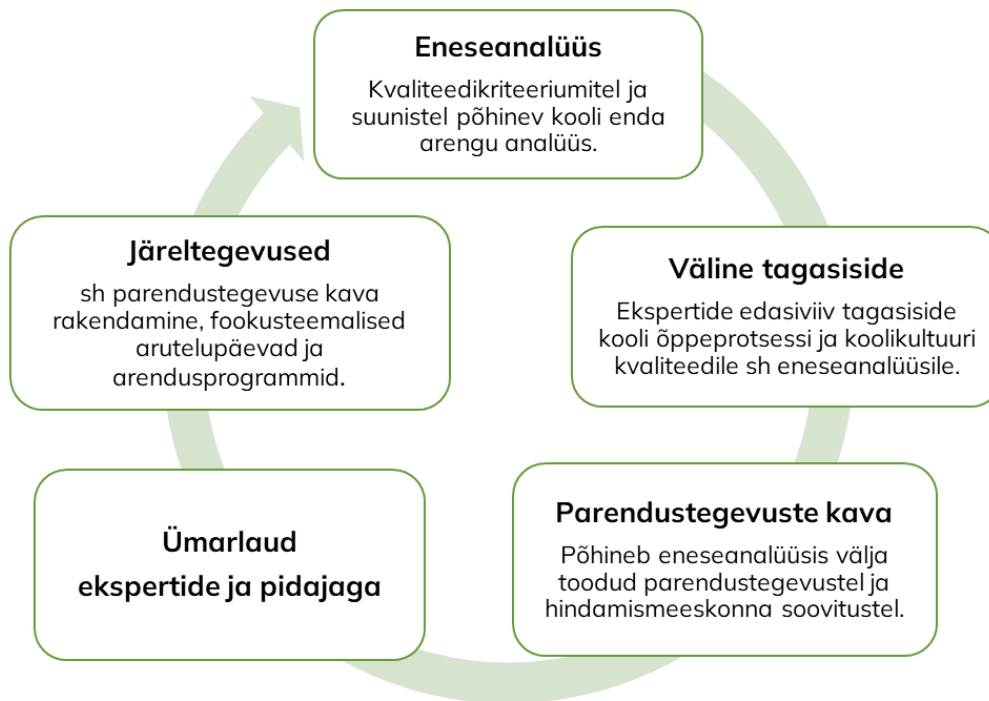 Eneseanalüüs
Kvaliteedikriteeriumitel ja
suunistel põhinev kooli enda
arengu analüüs.
Väline tagasiside
Ekspertide edasiviiv tagasiside
kooli õppeprotsessi ja koolikultuuri
kvaliteedile sh eneseanalüüsile.
Parendustegevuste kava
Põhineb eneseanalüüsis välja
toodud parendustegevustel ja
hindamismeeskonna soovitustel.
Ümarlaud
ekspertide ja pidajaga
Järeltegevused
sh parendustegevuse kava
rakendamine, fookusteemalised
arutelupäevad ja
arendusprogrammid.